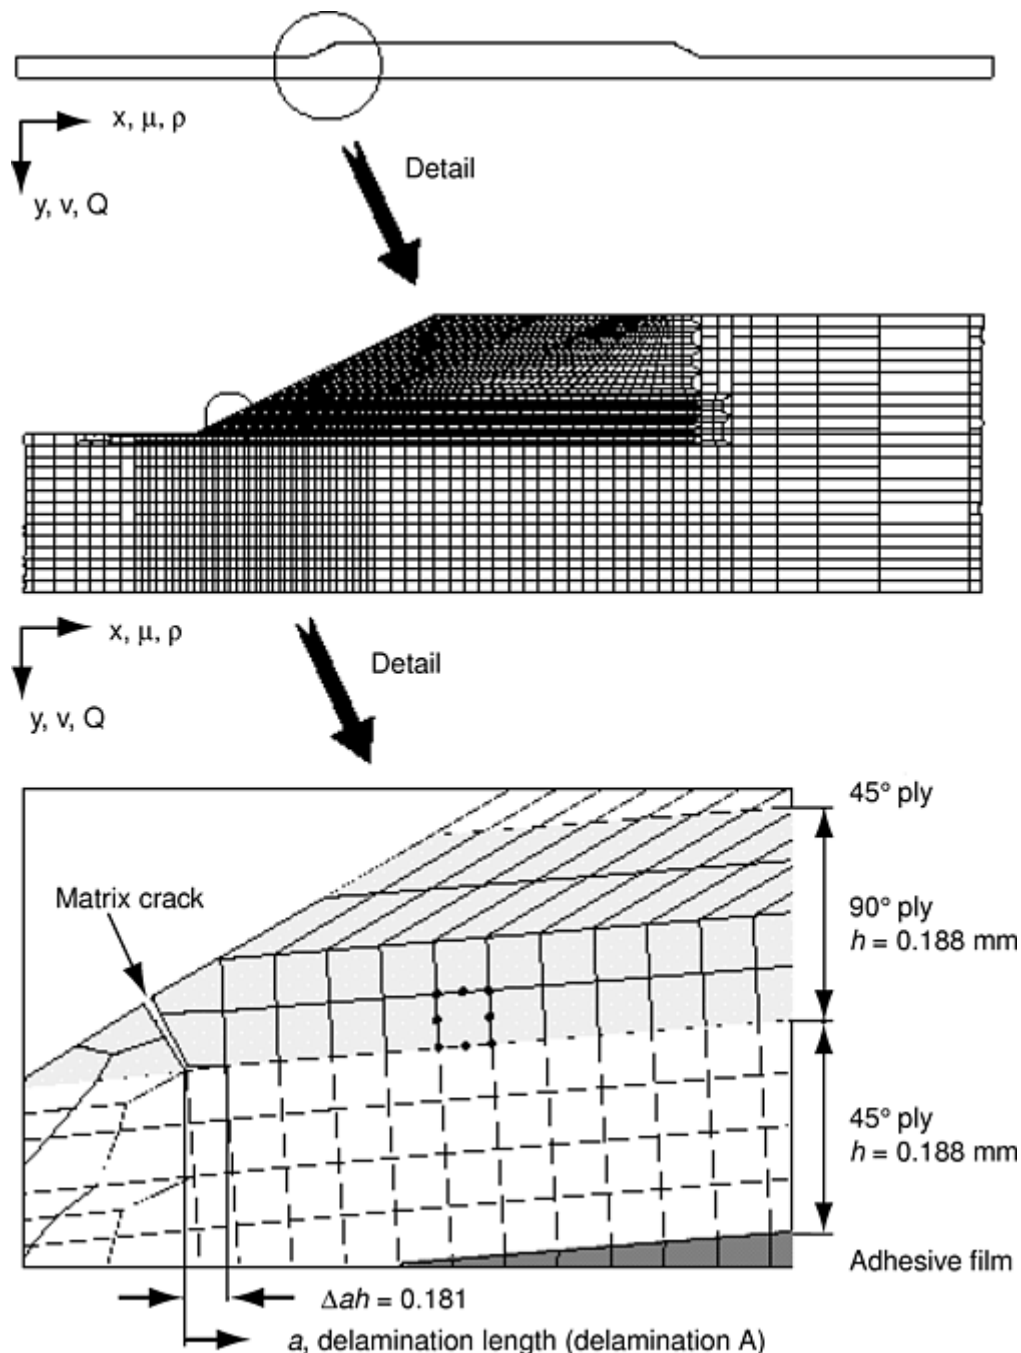 x, μ, ρ
Detail
y, v, Q
x, μ, ρ
Detail
y, v, Q
45° ply
Matrix crack
90° ply
h = 0.188 mm
45° ply
h = 0.188 mm
Adhesive film
Δah = 0.181
a, delamination length (delamination A)